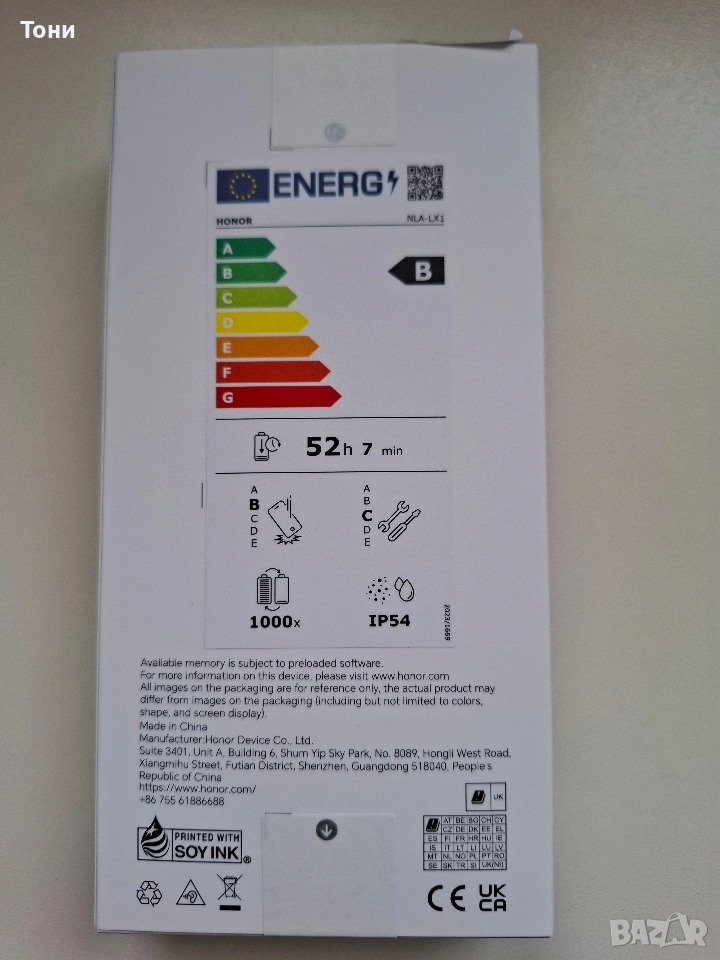 Тони
ENERG
HONOR NLA-LX1
A
B
B
C
D
E
F
G
52h 7 min
A
B
C
D
E
A
B
C
D
E
1000x
IP54
2023/1669
Available memory is subject to preloaded software.
For more information on this device, please visit www.honor.com
All images on the packaging are for reference only, the actual product may
differ from images on the packaging (including but not limited to colors,
shape, and screen display).
Made in China
Manufacturer:Honor Device Co., Ltd.
Suite 3401, Unit A, Building 6, Shum Yip Sky Park, No. 8089, Hongli West Road,
Xiangmihu Street, Futian District, Shenzhen, Guangdong 518040, People's
Republic of China
https://www.honor.com/
+86 755 61886688
UK
PRINTED WITH
SOY INK®
AT BE BG CH CY
CZ DE DK EE EL
ES FI FR HR HU IE
IS IT LT LI LU LV
MT NL NO PL PT RO
SE SK TR SI UK(NI)
CE UK
CA
BAZAR